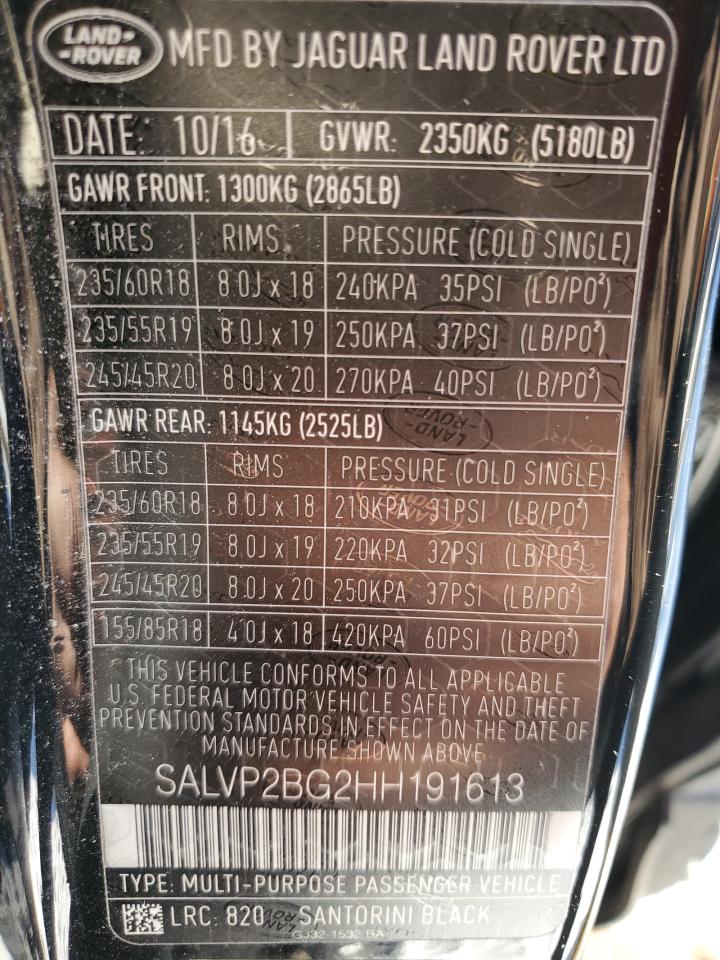 LAND-
-ROVER
MFD BY JAGUAR LAND ROVER LTD
DATE: 10/16 GVWR: 2350KG (5180LB)
GAWR FRONT: 1300KG (2865LB)
TIRES RIMS PRESSURE (COLD SINGLE)
235/60R18 8.0J x 18 240KPA 35PSI (LB/PO²)
235/55R19 8.0J x 19 250KPA 37PSI (LB/PO²)
245/45R20 8.0J x 20 270KPA 40PSI (LB/PO²)
GAWR REAR: 1145KG (2525LB)
TIRES RIMS PRESSURE (COLD SINGLE)
235/60R18 8.0J x 18 210KPA 31PSI (LB/PO²)
235/55R19 8.0J x 19 220KPA 32PSI (LB/PO²)
245/45R20 8.0J x 20 250KPA 37PSI (LB/PO²)
155/85R18 4.0J x 18 420KPA 60PSI (LB/PO²)
THIS VEHICLE CONFORMS TO ALL APPLICABLE
U.S. FEDERAL MOTOR VEHICLE SAFETY AND THEFT
PREVENTION STANDARDS IN EFFECT ON THE DATE OF
MANUFACTURE SHOWN ABOVE
SALVP2BG2HH191613
TYPE: MULTI-PURPOSE PASSENGER VEHICLE
LRC: 820 SANTORINI BLACK
GJ32-1532-BA